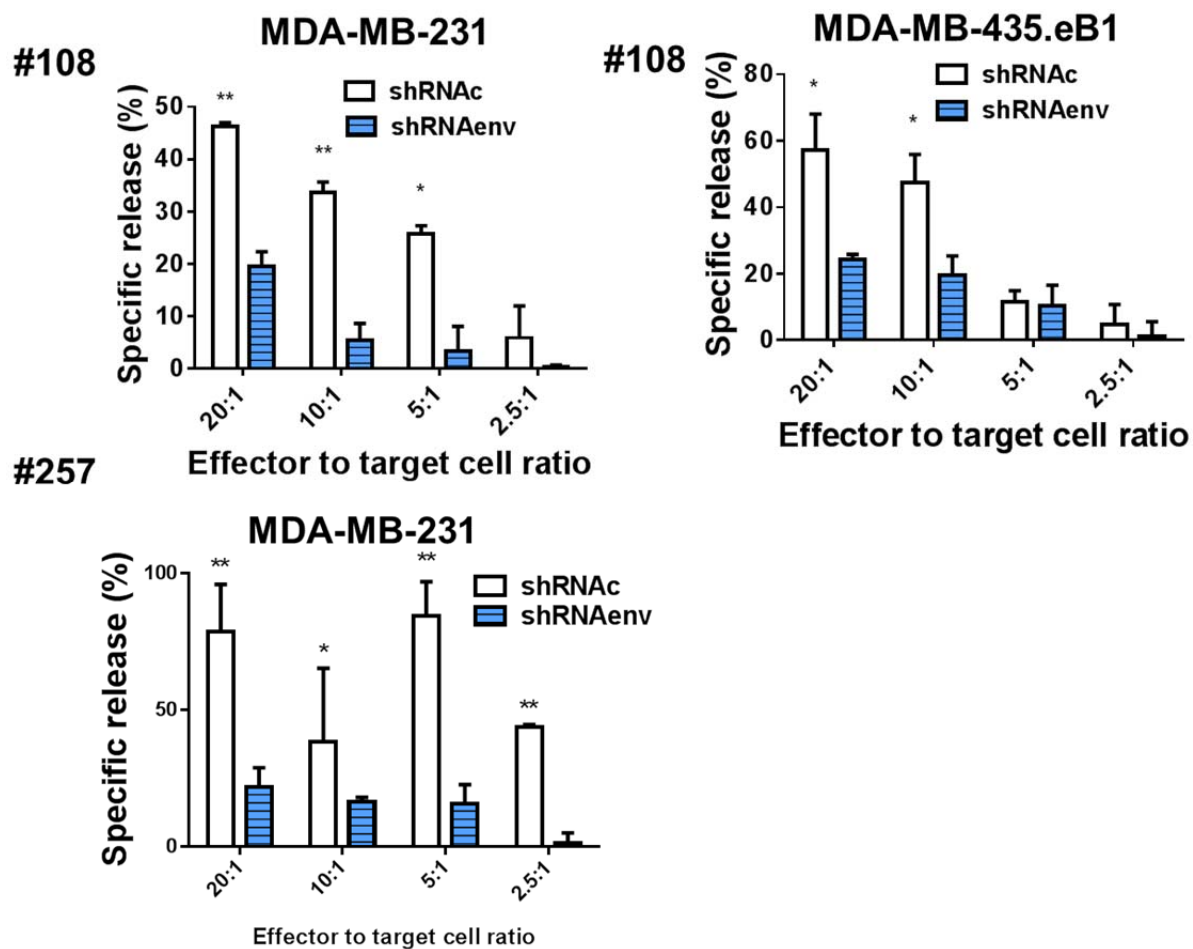 #108
MDA-MB-231
Specific release (%)
shRNAc
shRNAenv
50
40
30
20
10
0
**
**
*
20:1
10:1
5:1
2.5:1
Effector to target cell ratio
#108
MDA-MB-435.eB1
Specific release (%)
shRNAc
shRNAenv
80
60
40
20
0
*
*
20:1
10:1
5:1
2.5:1
Effector to target cell ratio
#257
MDA-MB-231
Specific release (%)
shRNAc
shRNAenv
100
50
0
**
*
**
**
20:1
10:1
5:1
2.5:1
Effector to target cell ratio